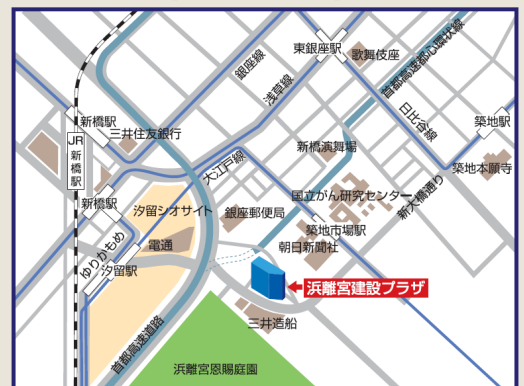 東銀座駅
歌舞伎座
首都高速都心環状線
銀座線
浅草線
日比谷線
築地駅
新橋駅
三井住友銀行
JR新橋駅
新橋演舞場
築地本願寺
大江戸線
国立がん研究センター
新大橋通り
新橋駅
汐留シオサイト
銀座郵便局
築地市場駅
朝日新聞社
電通
ゆりかもめ
汐留駅
浜離宮建設プラザ
三井造船
首都高速道路
浜離宮恩賜庭園